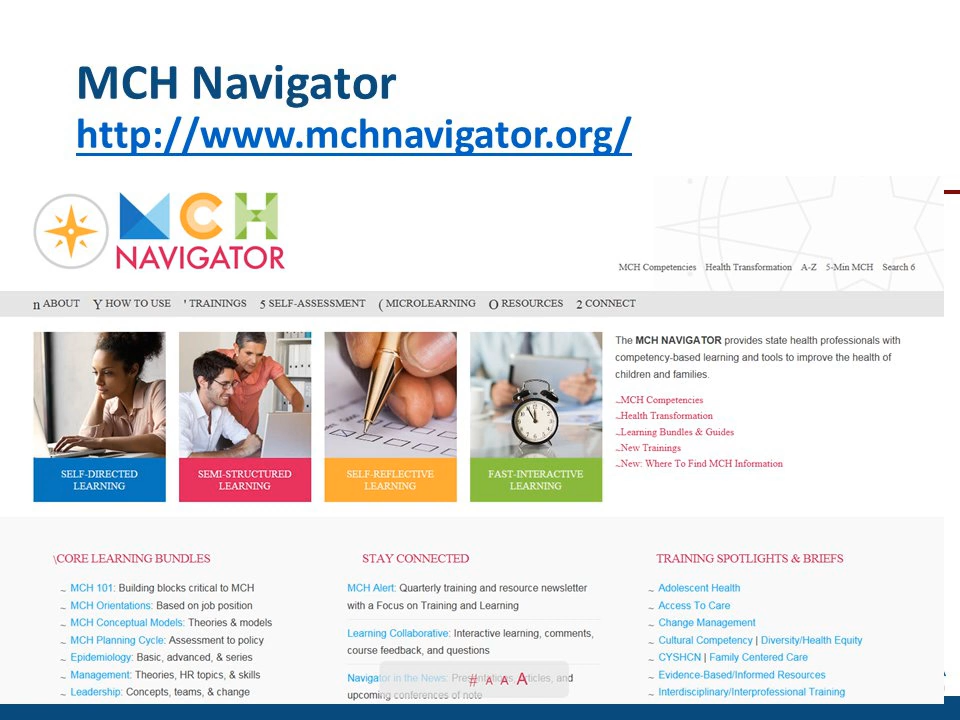 MCH Navigator
http://www.mchnavigator.org/
MCH
NAVIGATOR
MCH Competencies Health Transformation A-Z 5-Min MCH Search 6
n ABOUT Y HOW TO USE ' TRAININGS 5 SELF-ASSESSMENT ( MICROLEARNING O RESOURCES 2 CONNECT
The MCH NAVIGATOR provides state health professionals with
competency-based learning and tools to improve the health of
children and families.
~MCH Competencies
~Health Transformation
~Learning Bundles & Guides
~New Trainings
~New: Where To Find MCH Information
SELF-DIRECTED
LEARNING
SEMI-STRUCTURED
LEARNING
SELF-REFLECTIVE
LEARNING
FAST-INTERACTIVE
LEARNING
\CORE LEARNING BUNDLES
~ MCH 101: Building blocks critical to MCH
~ MCH Orientations: Based on job position
~ MCH Conceptual Models: Theories & models
~ MCH Planning Cycle: Assessment to policy
~ Epidemiology: Basic, advanced, & series
~ Management: Theories, HR topics, & skills
~ Leadership: Concepts, teams, & change
STAY CONNECTED
MCH Alert: Quarterly training and resource newsletter
with a Focus on Training and Learning
Learning Collaborative: Interactive learning, comments,
course feedback, and questions
Navigator in the News: Presentations, articles, and
upcoming conferences of note
# A A A
TRAINING SPOTLIGHTS & BRIEFS
~ Adolescent Health
~ Access To Care
~ Change Management
~ Cultural Competency | Diversity/Health Equity
~ CYSHCN | Family Centered Care
~ Evidence-Based/Informed Resources
~ Interdisciplinary/Interprofessional Training